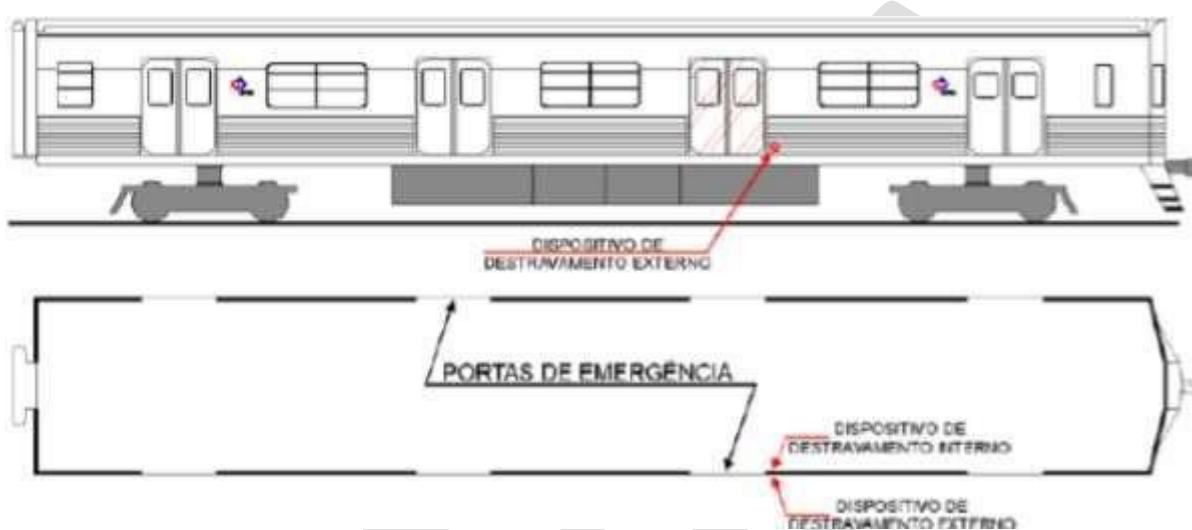 DISPOSITIVO DE
DESTRAVAMENTO EXTERNO
PORTAS DE EMERGÊNCIA
DISPOSITIVO DE
DESTRAVAMENTO INTERNO
DISPOSITIVO DE
DESTRAVAMENTO EXTERNO